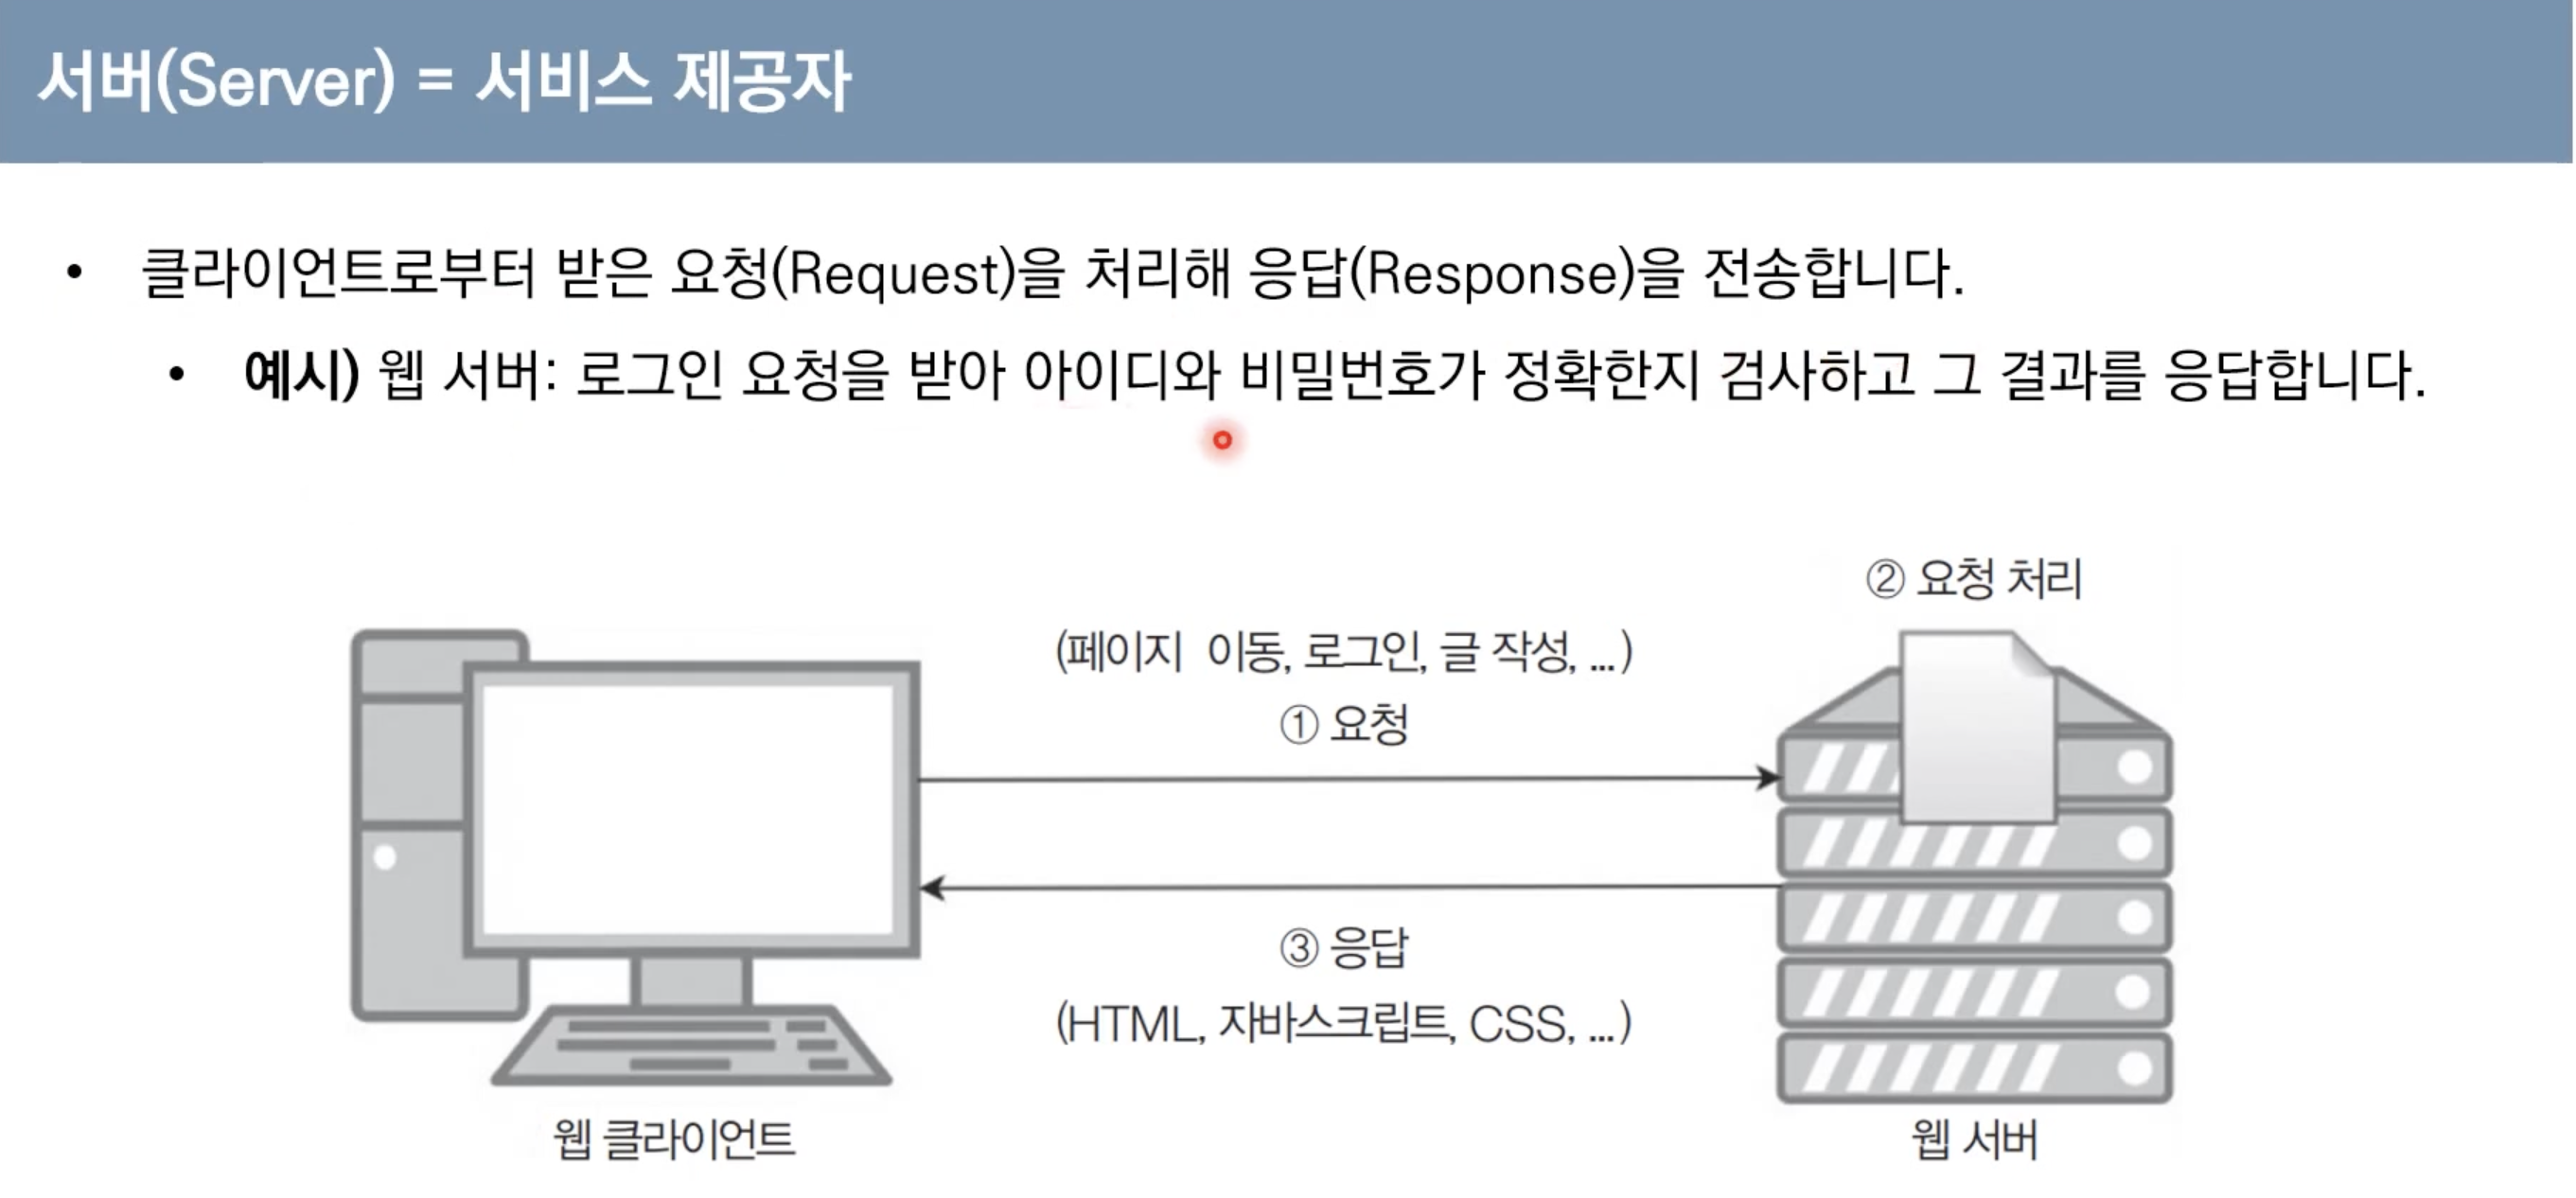 서버(Server) = 서비스 제공자
• 클라이언트로부터 받은 요청(Request)을 처리해 응답(Response)을 전송합니다.
• 예시) 웹 서버: 로그인 요청을 받아 아이디와 비밀번호가 정확한지 검사하고 그 결과를 응답합니다.
② 요청 처리
(페이지 이동, 로그인, 글 작성, ...)
① 요청
③ 응답
(HTML, 자바스크립트, CSS, ...)
웹 클라이언트
웹 서버